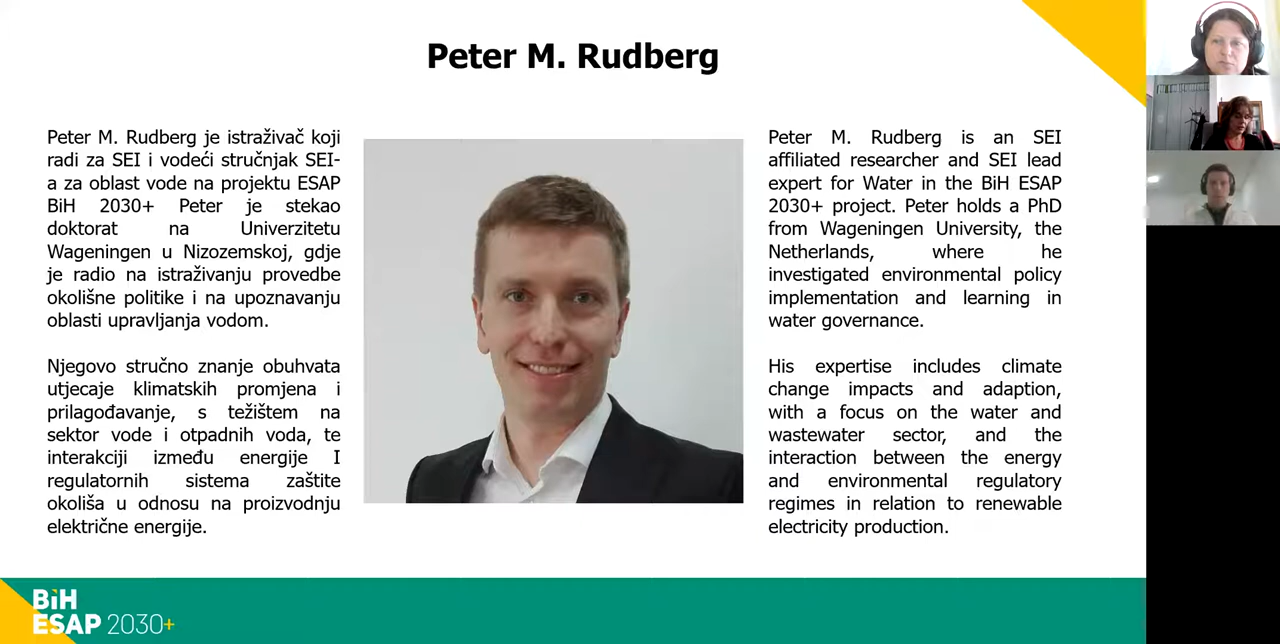 Peter M. Rudberg
Peter M. Rudberg je istraživač koji
radi za SEI i vodeći stručnjak SEI-
a za oblast vode na projektu ESAP
BiH 2030+ Peter je stekao
doktorat na Univerzitetu
Wageningen u Nizozemskoj, gdje
je radio na istraživanju provedbe
okolišne politike i na upoznavanju
oblasti upravljanja vodom.
Njegovo stručno znanje obuhvata
utjecaje klimatskih promjena i
prilagođavanje, s težištem na
sektor vode i otpadnih voda, te
interakciji između energije I
regulatornih sistema zaštite
okoliša u odnosu na proizvodnju
električne energije.
Peter M. Rudberg is an SEI
affiliated researcher and SEI lead
expert for Water in the BiH ESAP
2030+ project. Peter holds a PhD
from Wageningen University, the
Netherlands, where he
investigated environmental policy
implementation and learning in
water governance.
His expertise includes climate
change impacts and adaption,
with a focus on the water and
wastewater sector, and the
interaction between the energy
and environmental regulatory
regimes in relation to renewable
electricity production.
BiH
ESAP 2030+